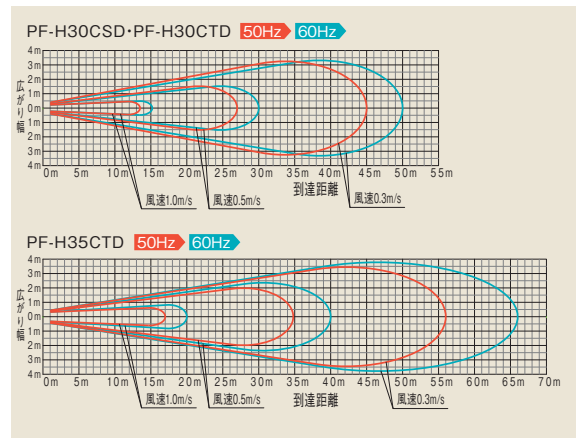 PF-H30CSD・PF-H30CTD 50Hz 60Hz
4m
3m
2m
1m
0m
1m
2m
3m
4m
広がり幅
0m 5m 10m 15m 20m 25m 30m 35m 40m 45m 50m 55m
到達距離
風速1.0m/s 風速0.5m/s 風速0.3m/s
PF-H35CTD 50Hz 60Hz
4m
3m
2m
1m
0m
1m
2m
3m
4m
広がり幅
0m 5m 10m 15m 20m 25m 30m 35m 40m 45m 50m 55m 60m 65m 70m
風速1.0m/s 風速0.5m/s 到達距離 風速0.3m/s